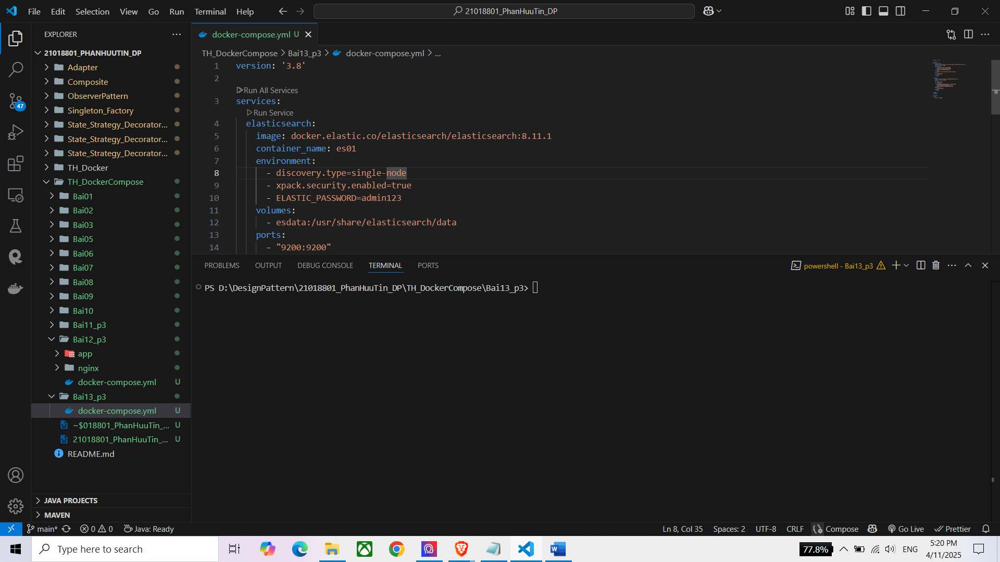 File Edit Selection View Go Run Terminal Help
21018801_PhanHuuTin_DP
EXPLORER
21018801_PHANHUUTIN_DP
Adapter
Composite
ObserverPattern
Singleton_Factory
State_Strategy_Decorator...
State_Strategy_Decorator...
State_Strategy_Decorator...
TH_Docker
TH_DockerCompose
Bai01
Bai02
Bai03
Bai05
Bai06
Bai07
Bai08
Bai09
Bai10
Bai11_p3
Bai12_p3
app
nginx
docker-compose.yml U
Bai13_p3
docker-compose.yml U
~$018801_PhanHuuTin_... U
21018801_PhanHuuTin_... U
README.md
JAVA PROJECTS
MAVEN
47
docker-compose.yml U
TH_DockerCompose > Bai13_p3 > docker-compose.yml > ...
1 version: '3.8'
2
Run All Services
3 services:
Run Service
4 elasticsearch:
5 image: docker.elastic.co/elasticsearch/elasticsearch:8.11.1
6 container_name: es01
7 environment:
8 - discovery.type=single-node
9 - xpack.security.enabled=true
10 - ELASTIC_PASSWORD=admin123
11 volumes:
12 - esdata:/usr/share/elasticsearch/data
13 ports:
14 - "9200:9200"
PROBLEMS OUTPUT DEBUG CONSOLE TERMINAL PORTS
powershell - Bai13_p3
PS D:\DesignPattern\21018801_PhanHuuTin_DP\TH_DockerCompose\Bai13_p3>
main* 0 0 Java: Ready
Ln 8, Col 35 Spaces: 2 UTF-8 CRLF Compose Go Live Prettier
Type here to search
77.8% ENG
5:20 PM
4/11/2025